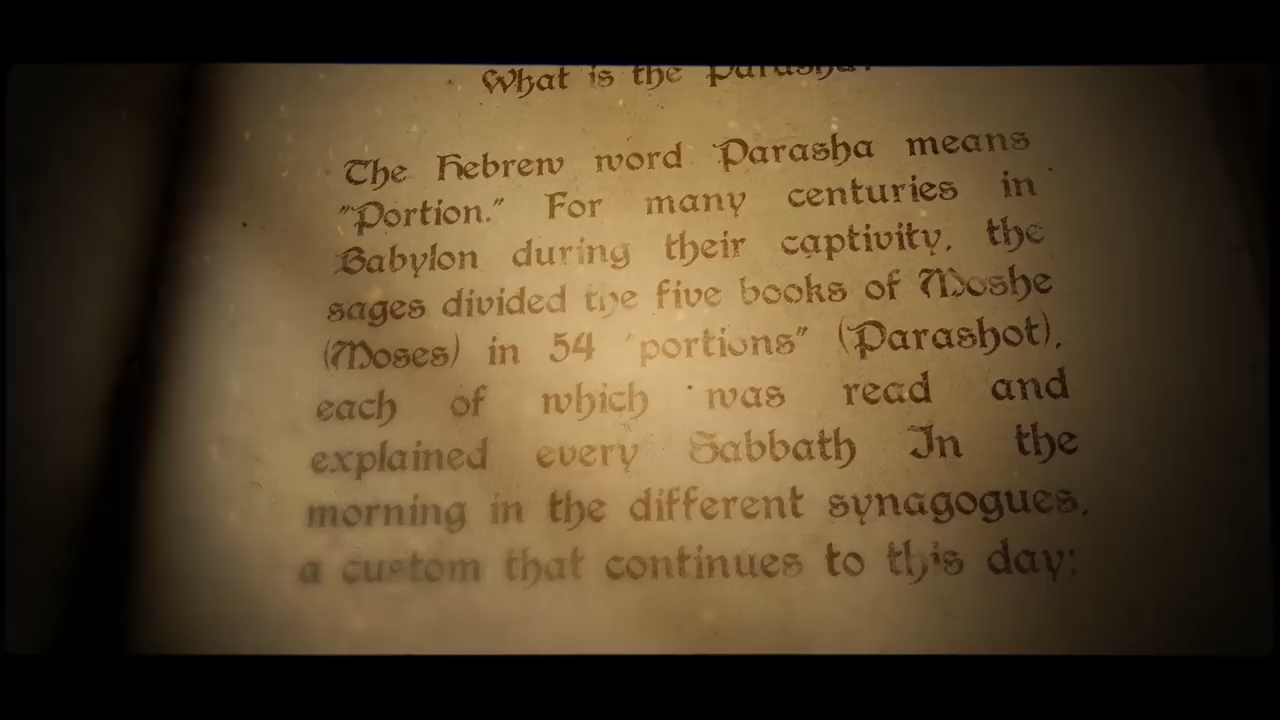 What is the Parasha?
The Hebrew word Parasha means
"Portion." For many centuries in
Babylon during their captivity, the
sages divided the five books of Moshe
(Moses) in 54 "portions" (Parashot),
each of which was read and
explained every Sabbath In the
morning in the different synagogues,
a custom that continues to this day;